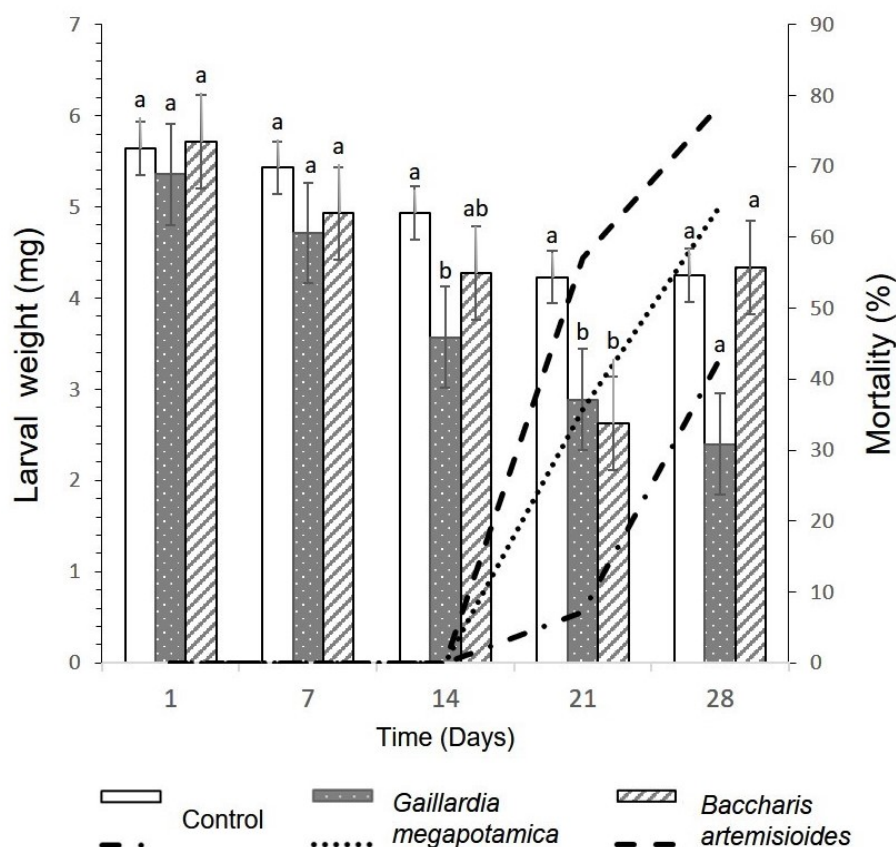 7
6
5
4
3
2
1
0
Larval weight (mg)
a a a
a a a
a b ab
a b b
a a a
90
80
70
60
50
40
30
20
10
0
Mortality (%)
1 7 14 21 28
Time (Days)
Control
Gaillardia
megapotamica
Baccharis
artemisioides